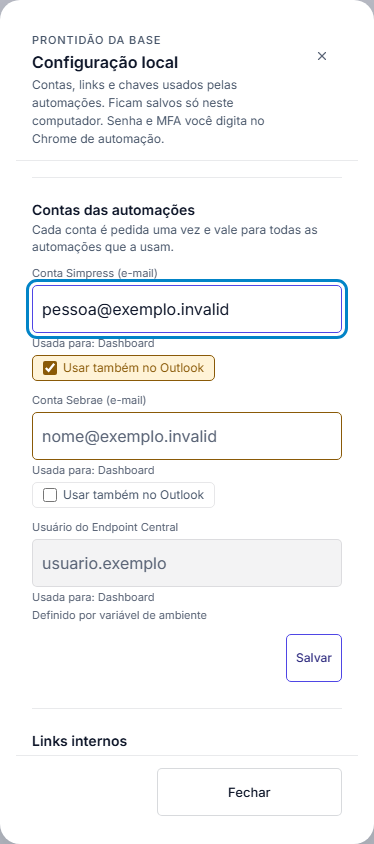 PRONTIDÃO DA BASE
Configuração local
Contas, links e chaves usados pelas
automações. Ficam salvos só neste
computador. Senha e MFA você digita no
Chrome de automação.
Contas das automações
Cada conta é pedida uma vez e vale para todas as
automações que a usam.
Conta Simpress (e-mail)
pessoa@exemplo.invalid
Usada para: Dashboard
Usar também no Outlook
Conta Sebrae (e-mail)
nome@exemplo.invalid
Usada para: Dashboard
Usar também no Outlook
Usuário do Endpoint Central
usuario.exemplo
Usada para: Dashboard
Definido por variável de ambiente
Salvar
Links internos
Fechar